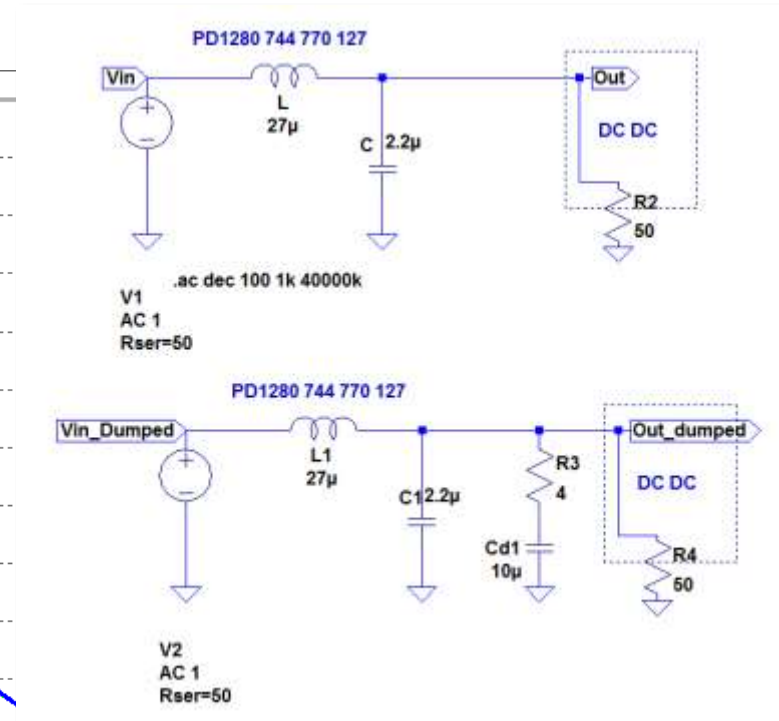 PD1280 744 770 127
Vin
Out
L
27µ
C 2.2µ
DC DC
R2
50
.ac dec 100 1k 40000k
V1
AC 1
Rser=50
PD1280 744 770 127
Vin_Dumped
Out_dumped
L1
27µ
R3
4
C1 2.2µ
DC DC
Cd1
10µ
R4
50
V2
AC 1
Rser=50